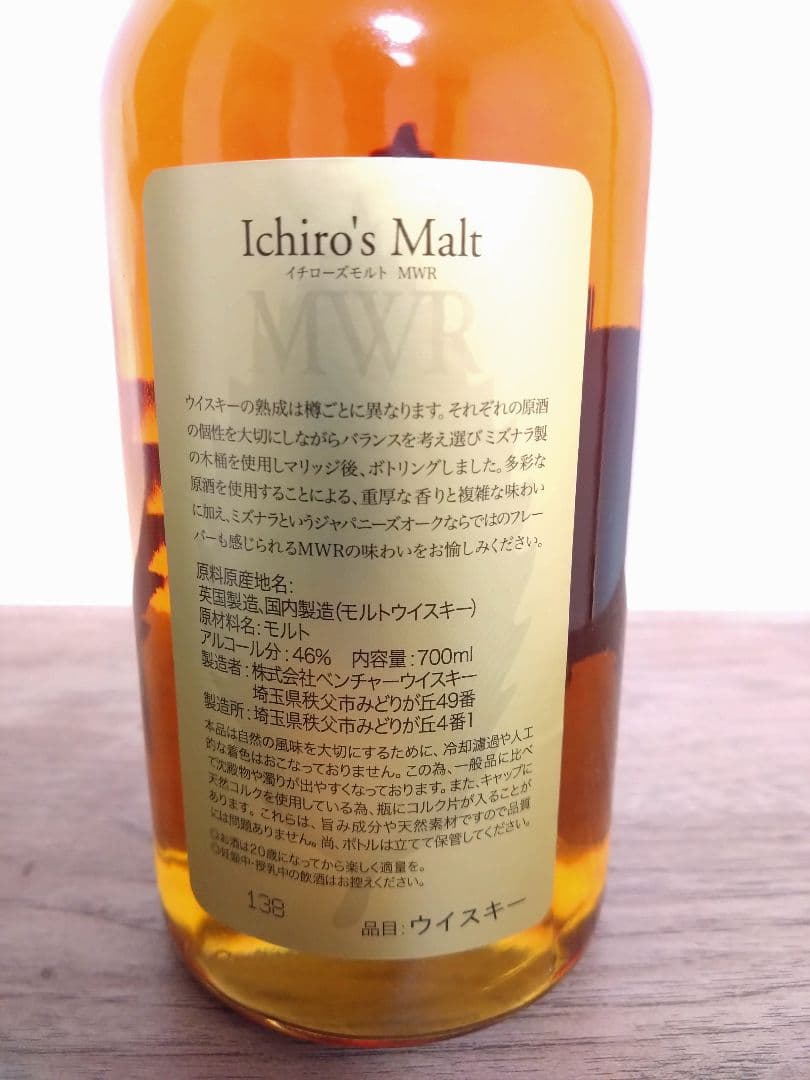 Ichiro's Malt
イチローズモルト MWR
MWR
ウイスキーの熟成は樽ごとに異なります。それぞれの原酒
の個性を大切にしながらバランスを考え選びミズナラ製
の木桶を使用しマリッジ後、ボトリングしました。多彩な
原酒を使用することによる、重厚な香りと複雑な味わい
に加え、ミズナラというジャパニーズオークならではのフレー
バーも感じられるMWRの味わいをお愉しみください。
原料原産地名:
英国製造、国内製造(モルトウイスキー)
原材料名:モルト
アルコール分:46% 内容量:700ml
製造者:株式会社ベンチャーウイスキー
埼玉県秩父市みどりが丘49番
製造所:埼玉県秩父市みどりが丘4番1
本品は自然の風味を大切にするために、冷却濾過や人工
的な着色はおこなっておりません。この為、一般品に比べ
て沈殿物や濁りが出やすくなっております。また、キャップに
天然コルクを使用している為、瓶にコルク片が入ることが
あります。これらは、旨み成分や天然素材ですので品質
には問題ありません。尚、ボトルは立てて保管してください。
◎お酒は20歳になってから楽しく適量を。
◎妊娠中・授乳中の飲酒はお控えください。
138
品目:ウイスキー